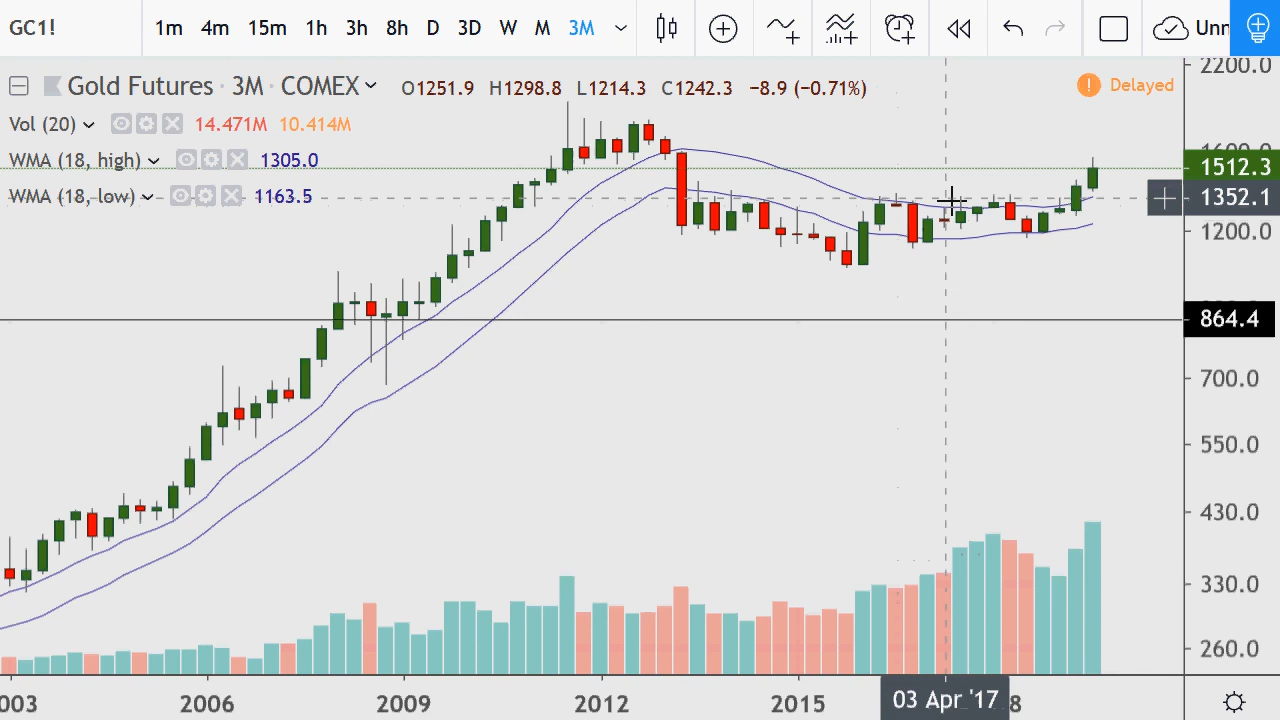 GC1! 1m 4m 15m 1h 3h 8h D 3D W M 3M Unn
Gold Futures · 3M · COMEX O1251.9 H1298.8 L1214.3 C1242.3 −8.9 (−0.71%) ! Delayed
Vol (20) 14.471M 10.414M
WMA (18, high) 1305.0
WMA (18, low) 1163.5
2200.0
1512.3
1352.1
1200.0
864.4
700.0
550.0
430.0
330.0
260.0
003 2006 2009 2012 2015 03 Apr '17 8